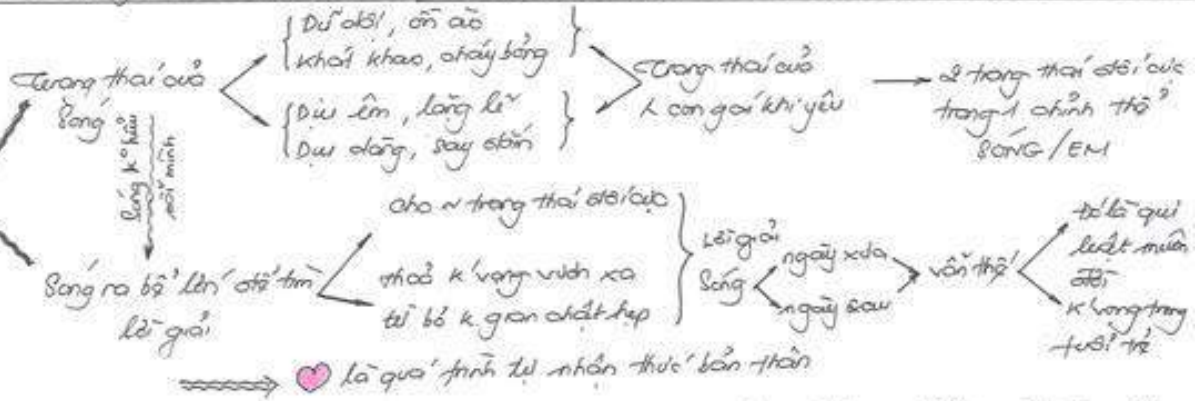 Trạng thái của
Sóng
Dữ dội, ồn ào
khát khao, cháy bỏng
Dịu êm, lặng lẽ
Dịu dàng, say đắm
Trạng thái của
1 con gái khi yêu
2 trạng thái đối cực
trong 1 chỉnh thể
SÓNG/EM
Sóng k° hiểu
nổi mình
Sóng ra bể lớn để tìm
lời giải
cho ~ trạng thái đối cực
thoả k' vọng vươn xa
từ bỏ k. gian chật hẹp
Lời giải
Sóng
ngày xưa
ngày sau
vẫn thế
Đó là qui
luật muôn
đời
k' vọng trong
tuổi trẻ
là quá trình tự nhận thức bản thân